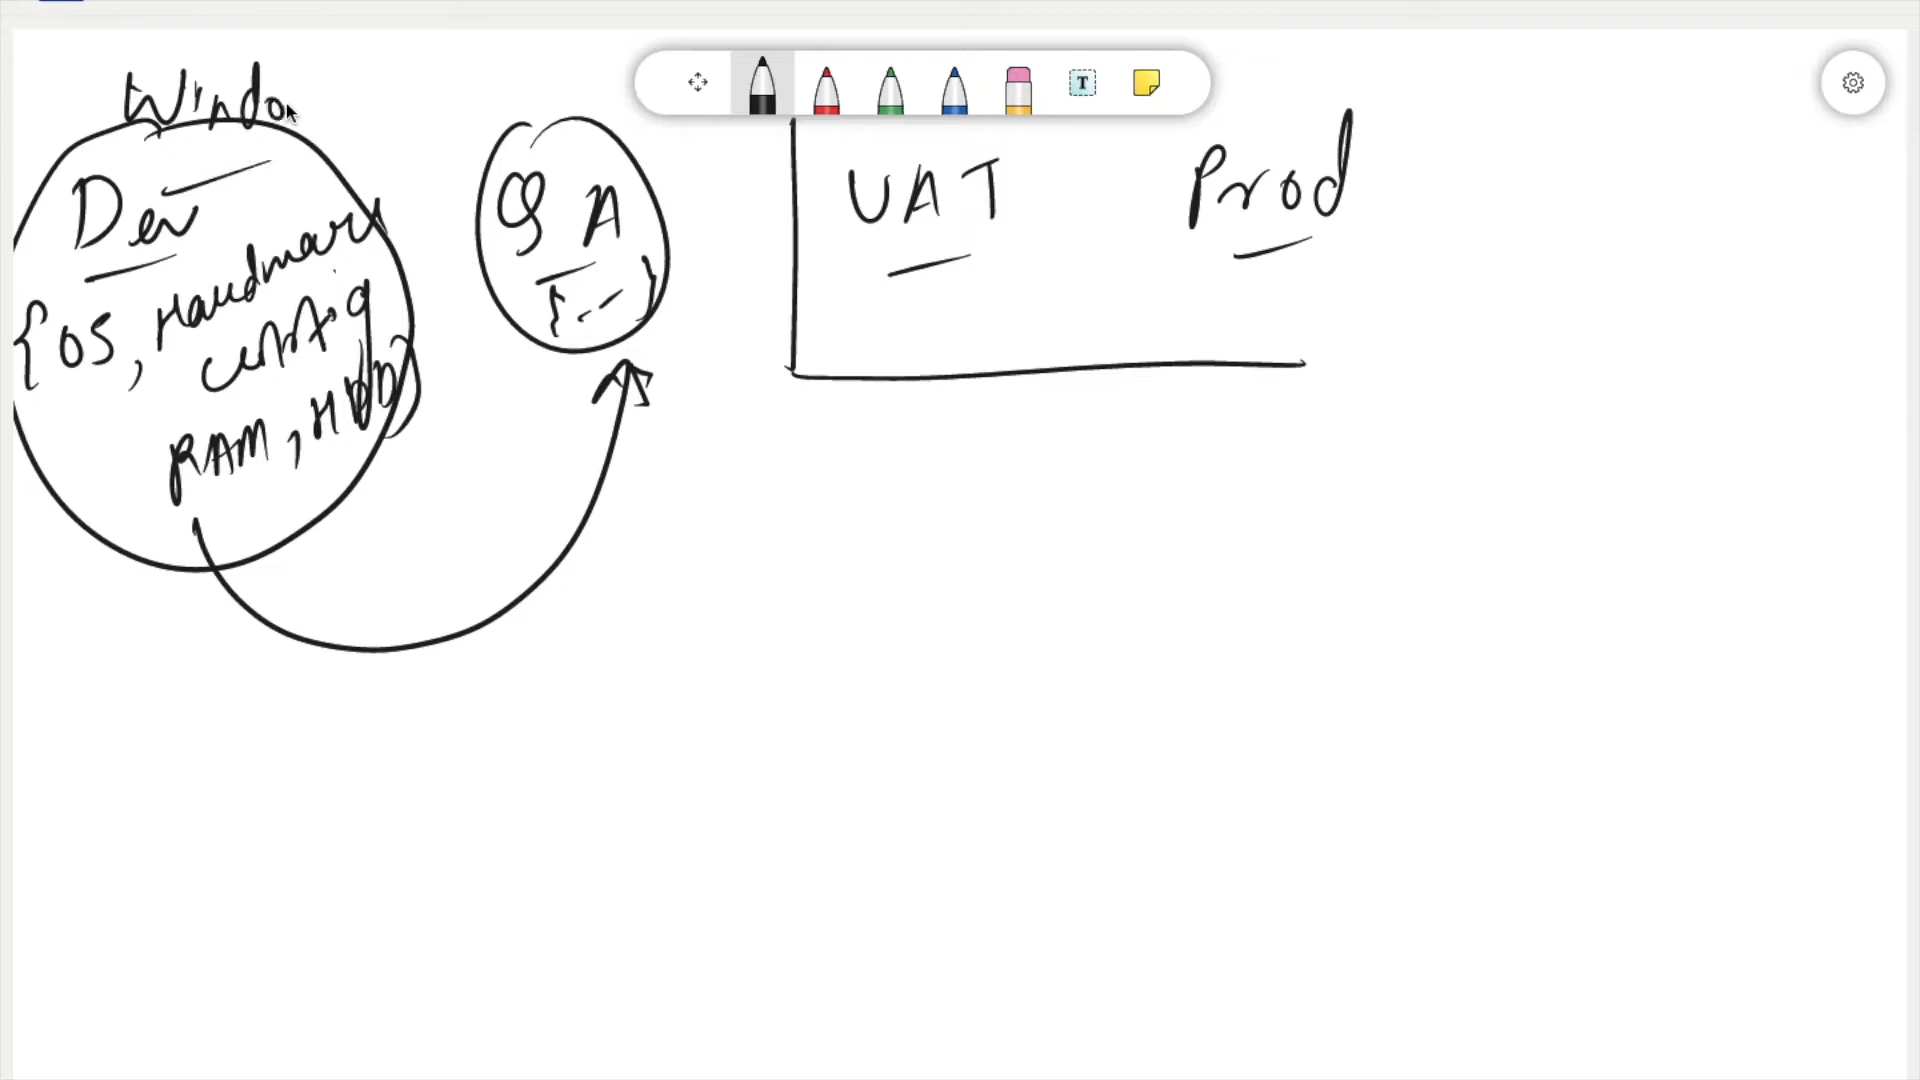 Windo
Dev
{OS, Hardware
config
RAM, HDD}
QA
{--}
UAT
Prod
T